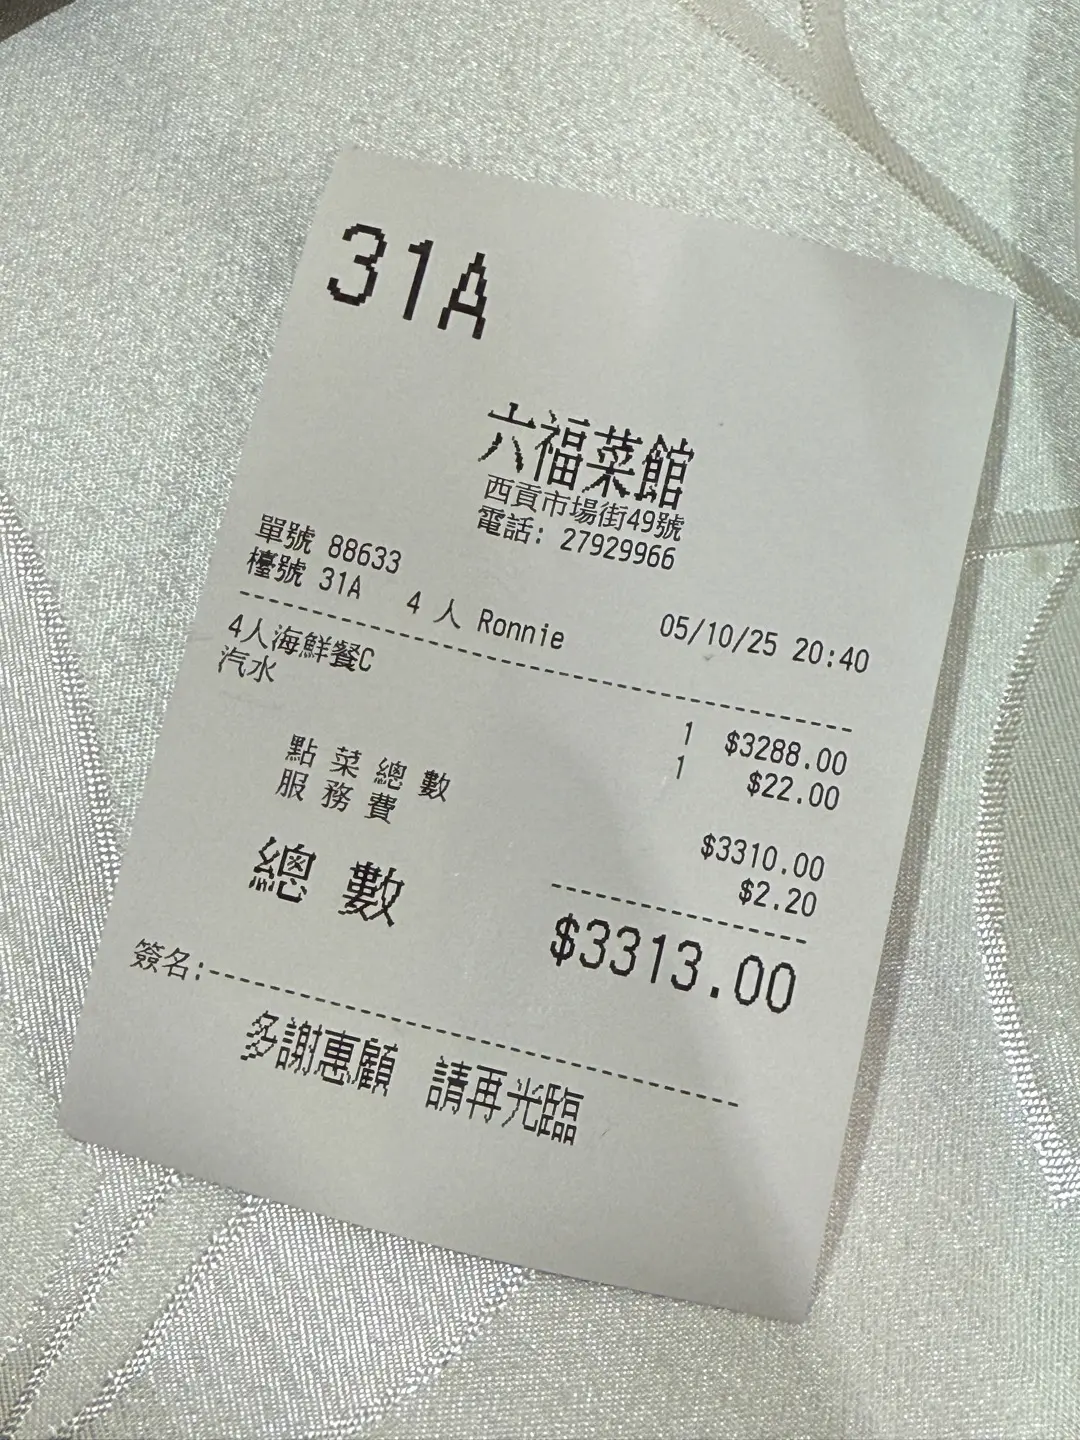 31A
六福菜館
西貢市場街49號
電話: 27929966
單號 88633
檯號 31A 4 人 Ronnie 05/10/25 20:40
4人海鮮餐C 1 $3288.00
汽水 1 $22.00
點菜總數 $3310.00
服務費 $2.20
總數 $3313.00
簽名:
多謝惠顧 請再光臨